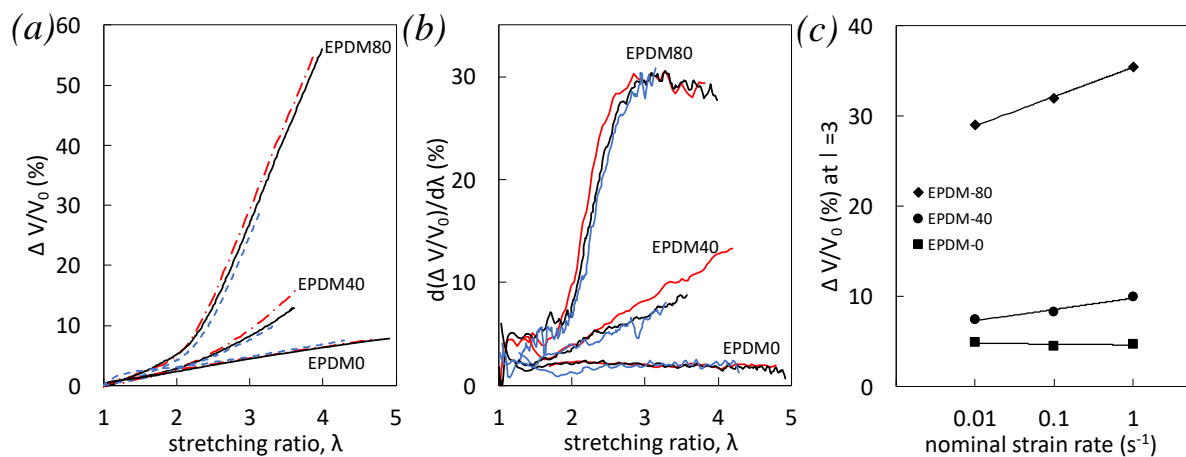 (a)
60
50
40
30
20
10
0
Δ V/V0 (%)
EPDM80
EPDM40
EPDM0
1 2 3 4 5
stretching ratio, λ
(b)
30
20
10
0
d(Δ V/V0)/dλ (%)
EPDM80
EPDM40
EPDM0
1 2 3 4 5
stretching ratio, λ
(c)
40
30
20
10
0
Δ V/V0 (%) at l =3
EPDM-80
EPDM-40
EPDM-0
0.01 0.1 1
nominal strain rate (s-1)